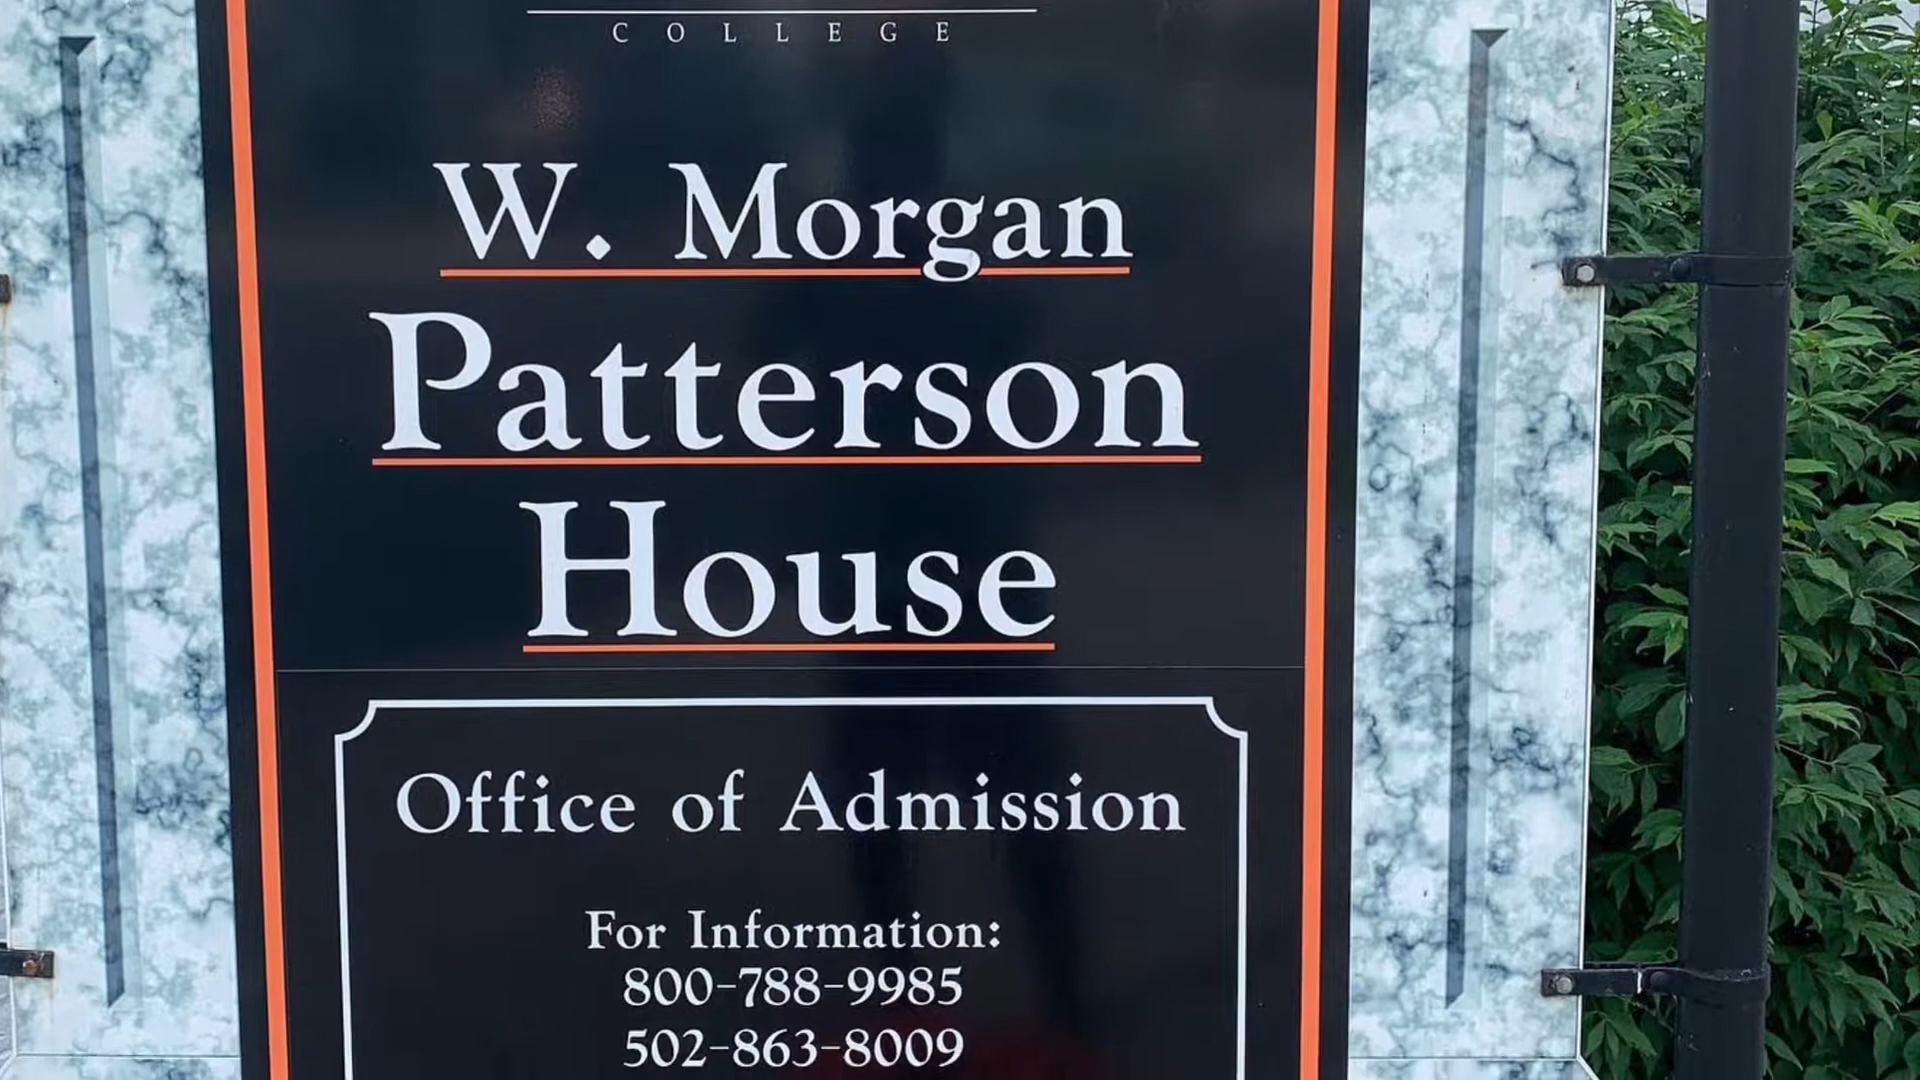 COLLEGE
W. Morgan
Patterson
House
Office of Admission
For Information:
800-788-9985
502-863-8009